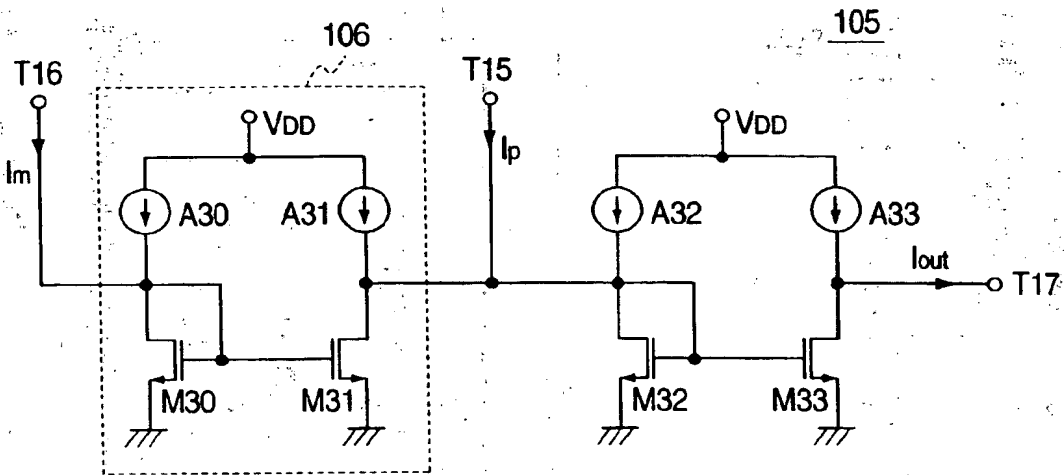 105
106
T16
T15
VDD
VDD
Im
Ip
A30
A31
A32
A33
Iout
T17
M30
M31
M32
M33